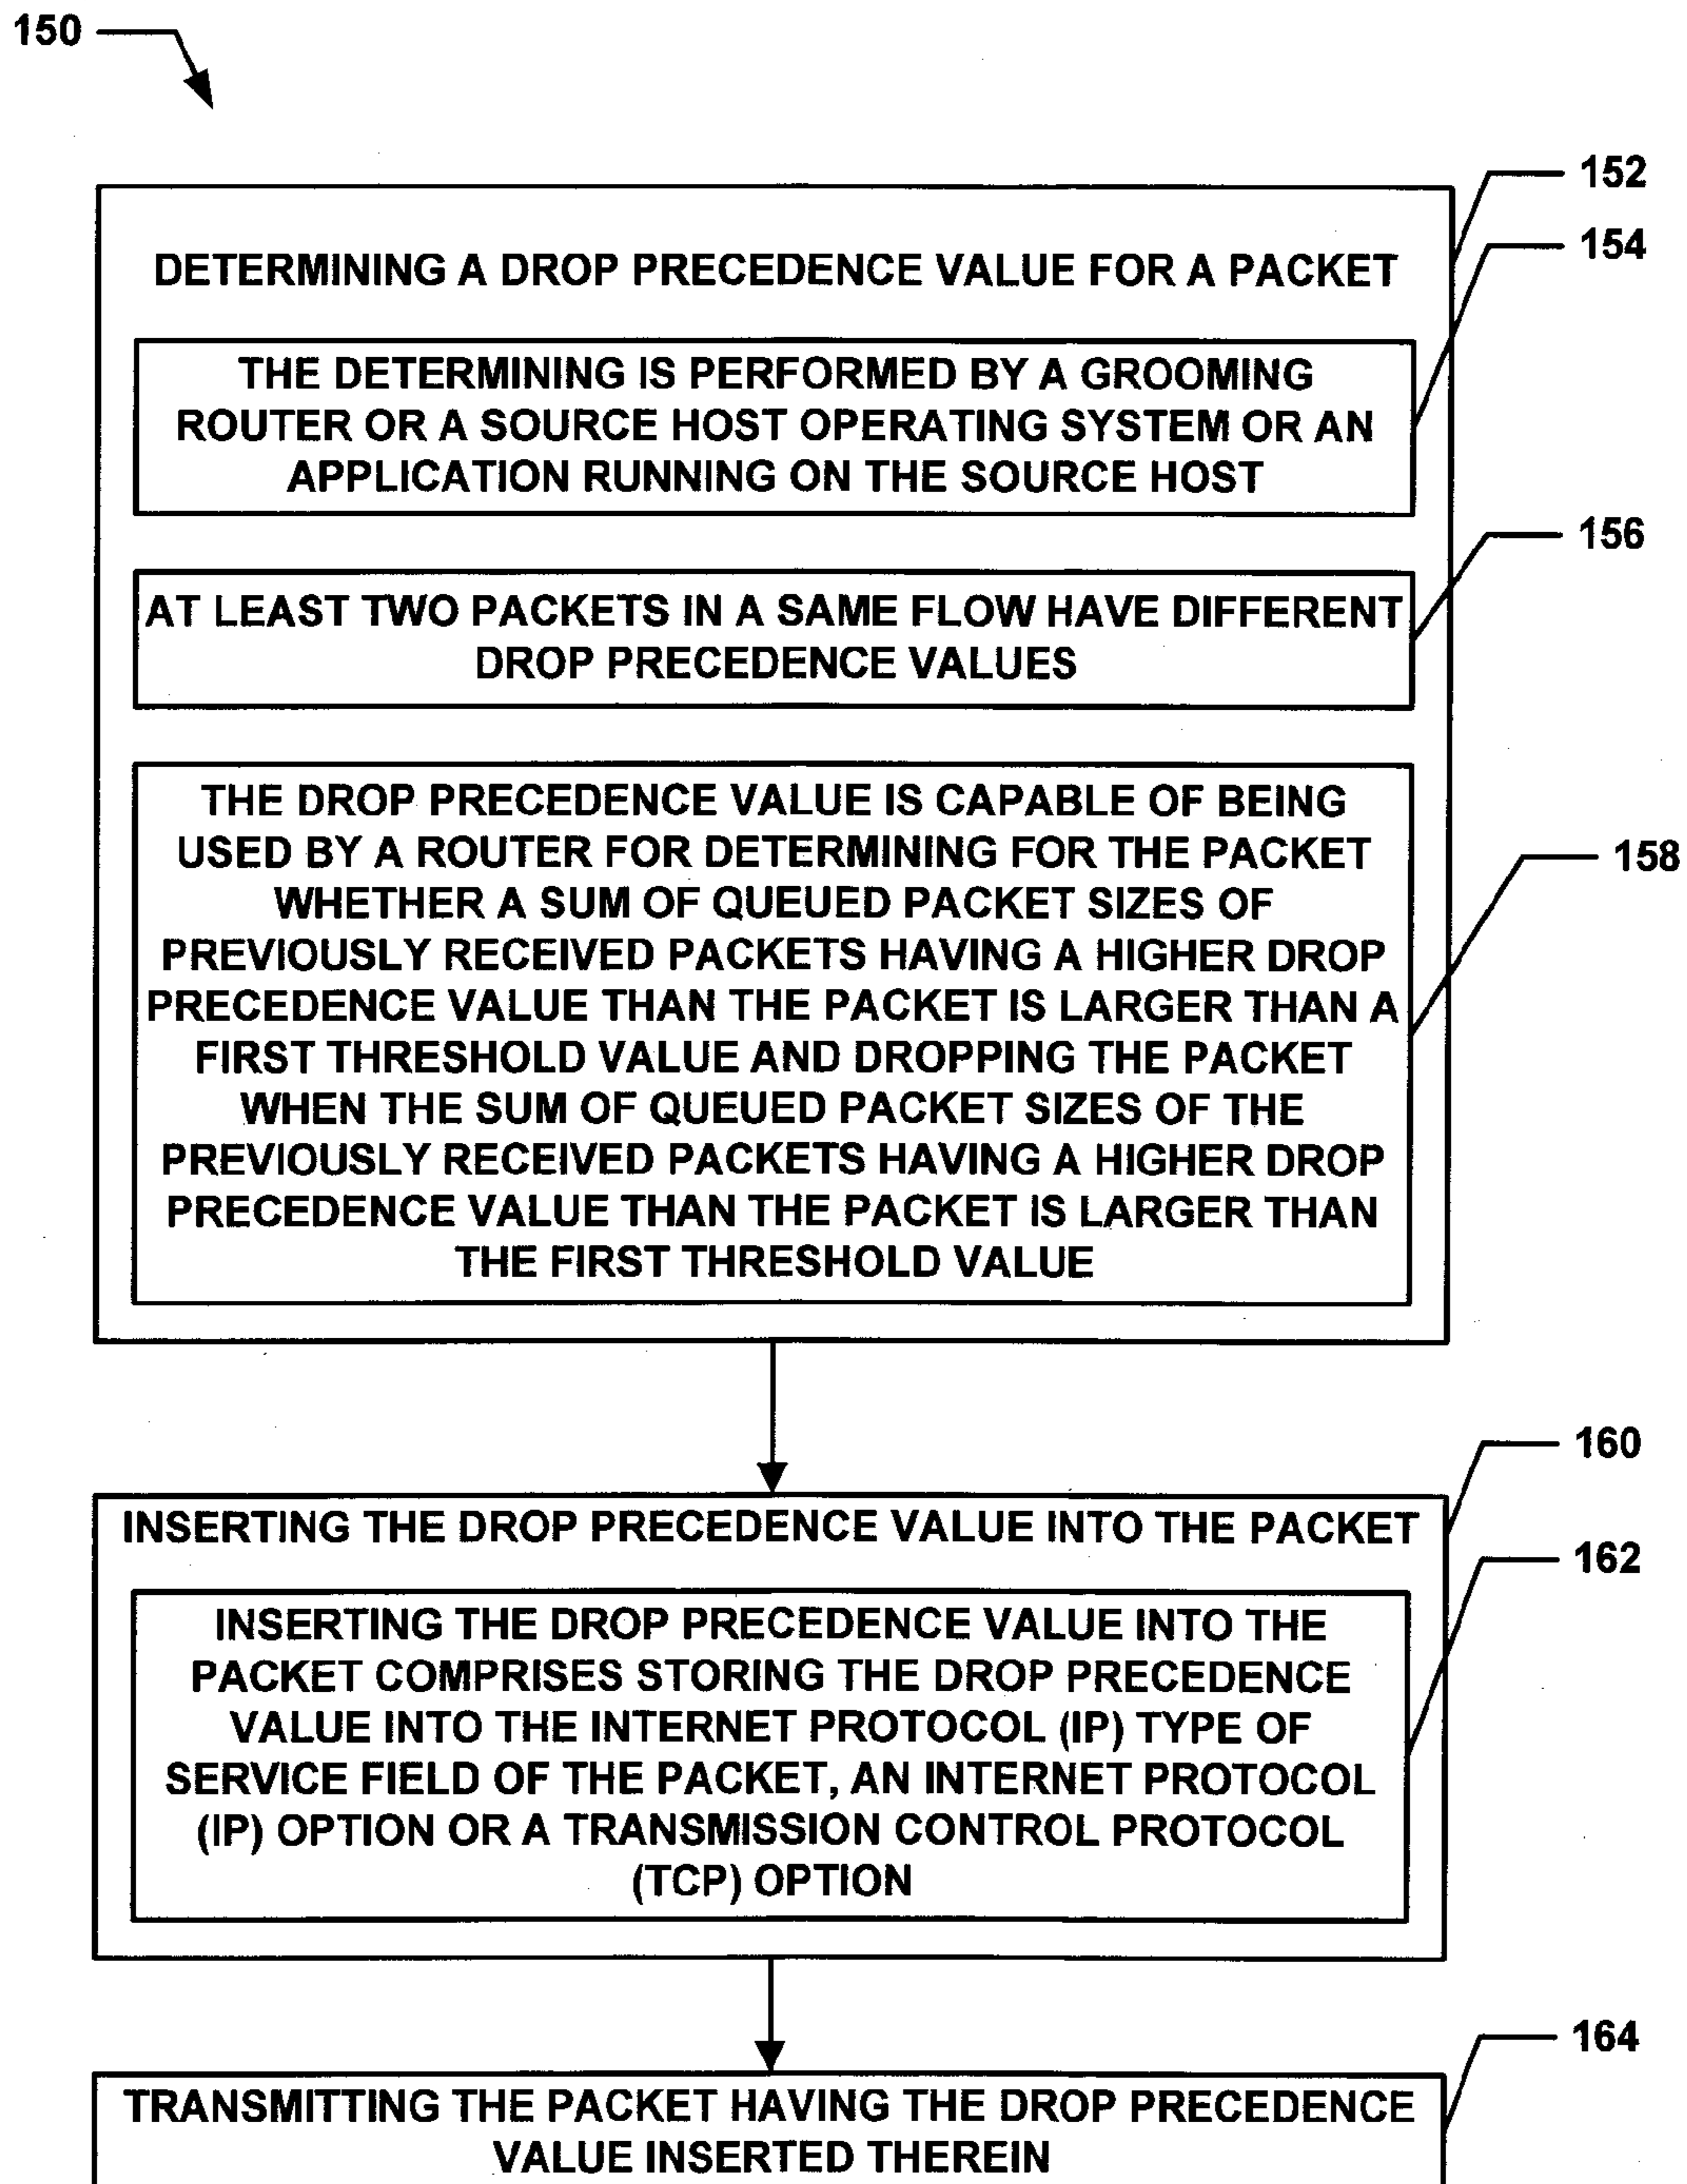 150
152
DETERMINING A DROP PRECEDENCE VALUE FOR A PACKET
154
THE DETERMINING IS PERFORMED BY A GROOMING
ROUTER OR A SOURCE HOST OPERATING SYSTEM OR AN
APPLICATION RUNNING ON THE SOURCE HOST
156
AT LEAST TWO PACKETS IN A SAME FLOW HAVE DIFFERENT
DROP PRECEDENCE VALUES
158
THE DROP PRECEDENCE VALUE IS CAPABLE OF BEING
USED BY A ROUTER FOR DETERMINING FOR THE PACKET
WHETHER A SUM OF QUEUED PACKET SIZES OF
PREVIOUSLY RECEIVED PACKETS HAVING A HIGHER DROP
PRECEDENCE VALUE THAN THE PACKET IS LARGER THAN A
FIRST THRESHOLD VALUE AND DROPPING THE PACKET
WHEN THE SUM OF QUEUED PACKET SIZES OF THE
PREVIOUSLY RECEIVED PACKETS HAVING A HIGHER DROP
PRECEDENCE VALUE THAN THE PACKET IS LARGER THAN
THE FIRST THRESHOLD VALUE
160
INSERTING THE DROP PRECEDENCE VALUE INTO THE PACKET
162
INSERTING THE DROP PRECEDENCE VALUE INTO THE
PACKET COMPRISES STORING THE DROP PRECEDENCE
VALUE INTO THE INTERNET PROTOCOL (IP) TYPE OF
SERVICE FIELD OF THE PACKET, AN INTERNET PROTOCOL
(IP) OPTION OR A TRANSMISSION CONTROL PROTOCOL
(TCP) OPTION
164
TRANSMITTING THE PACKET HAVING THE DROP PRECEDENCE
VALUE INSERTED THEREIN